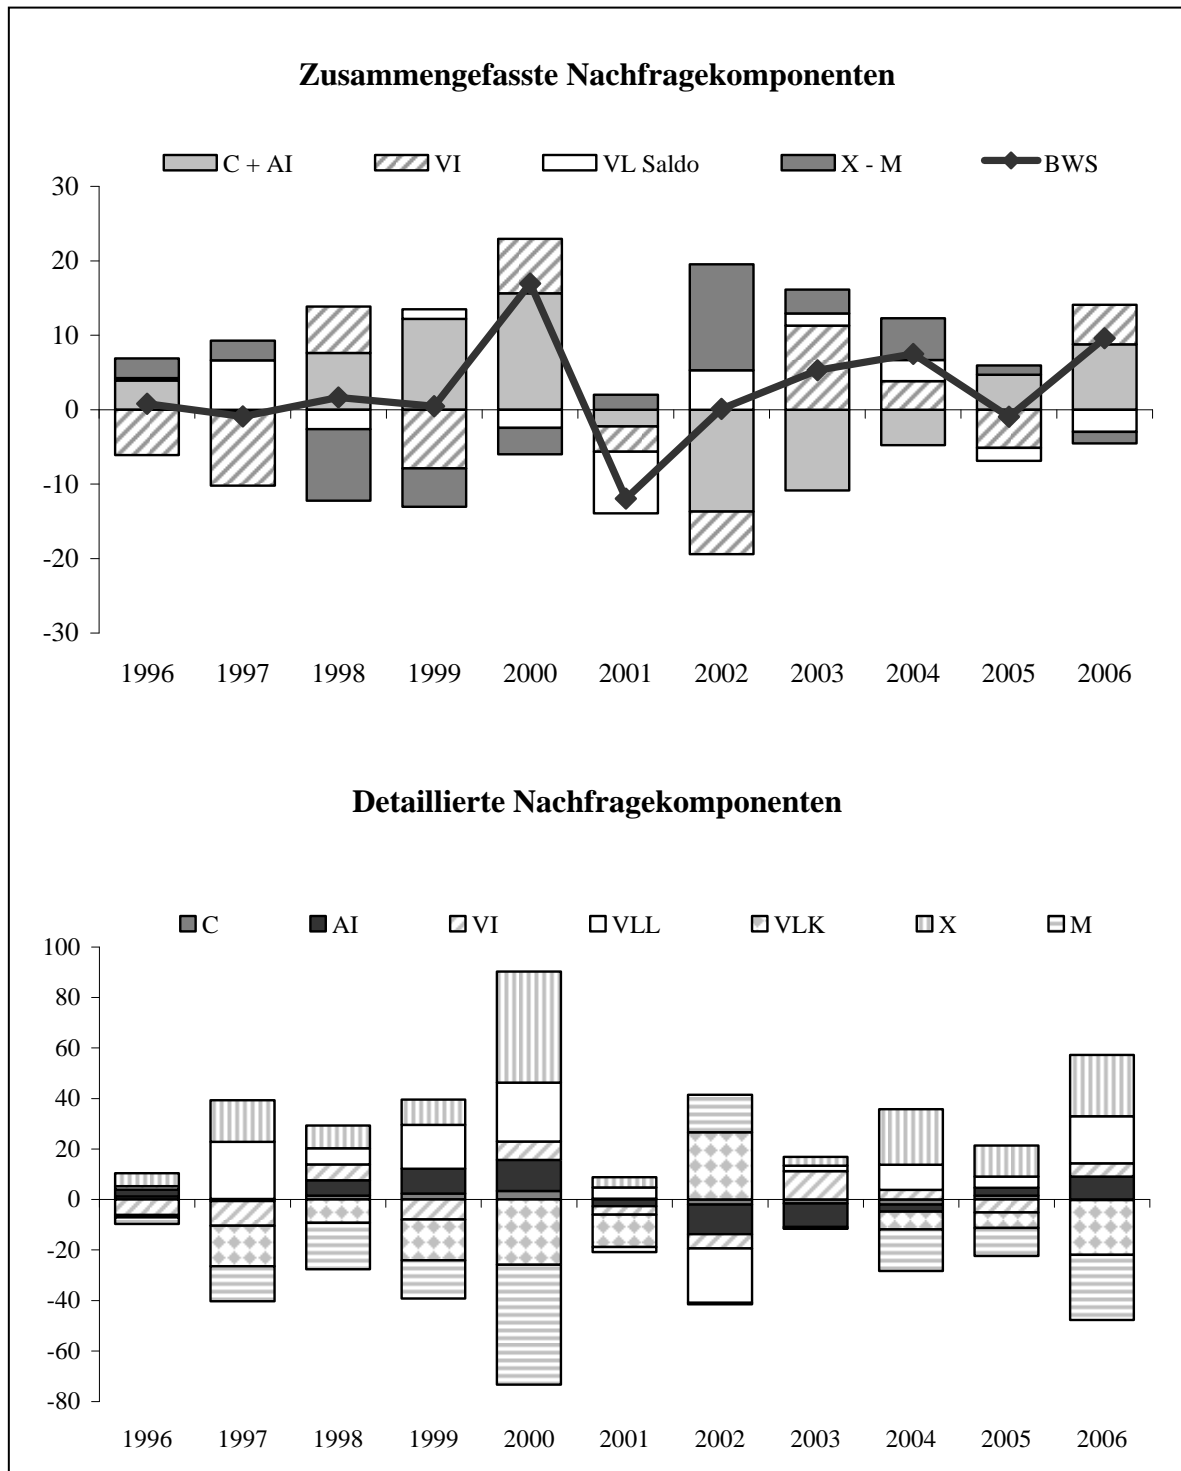 Zusammengefasste Nachfragekomponenten
C + AI VI VL Saldo X - M BWS
30
20
10
0
-10
-20
-30
1996 1997 1998 1999 2000 2001 2002 2003 2004 2005 2006
Detaillierte Nachfragekomponenten
C AI VI VLL VLK X M
100
80
60
40
20
0
-20
-40
-60
-80
1996 1997 1998 1999 2000 2001 2002 2003 2004 2005 2006